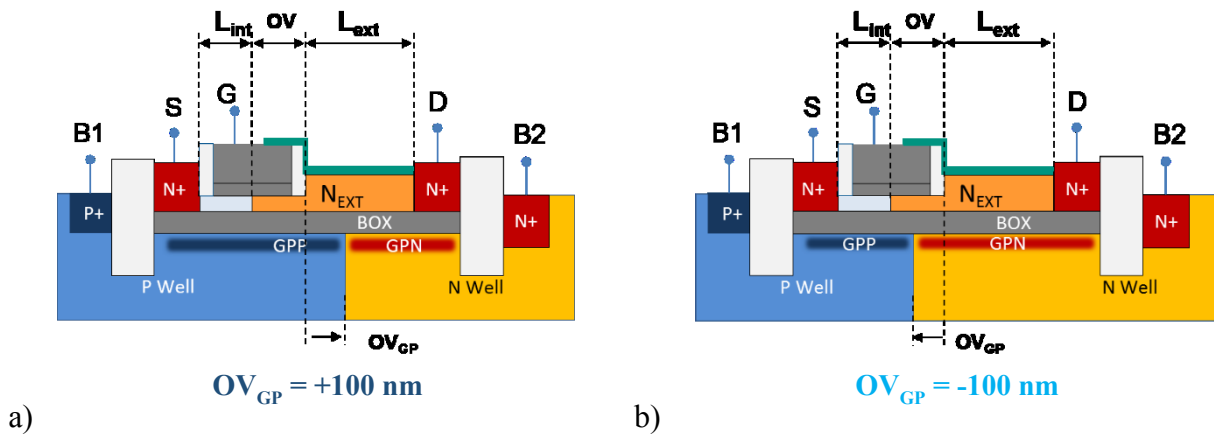 L_int OV L_ext
G
S
D
B1
B2
N+
P+
N_EXT
N+
N+
BOX
GPP
GPN
P Well
N Well
OV_GP
OV_GP = +100 nm
a)
L_int OV L_ext
G
S
D
B1
B2
N+
P+
N_EXT
N+
N+
BOX
GPP
GPN
P Well
N Well
OV_GP
OV_GP = -100 nm
b)